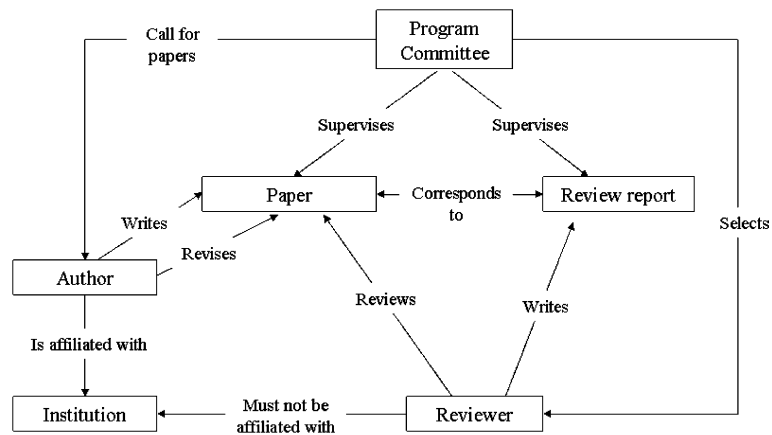 Program
Committee
Call for
papers
Supervises
Supervises
Paper
Corresponds
to
Review report
Writes
Revises
Selects
Author
Reviews
Writes
Is affiliated with
Institution
Must not be
affiliated with
Reviewer